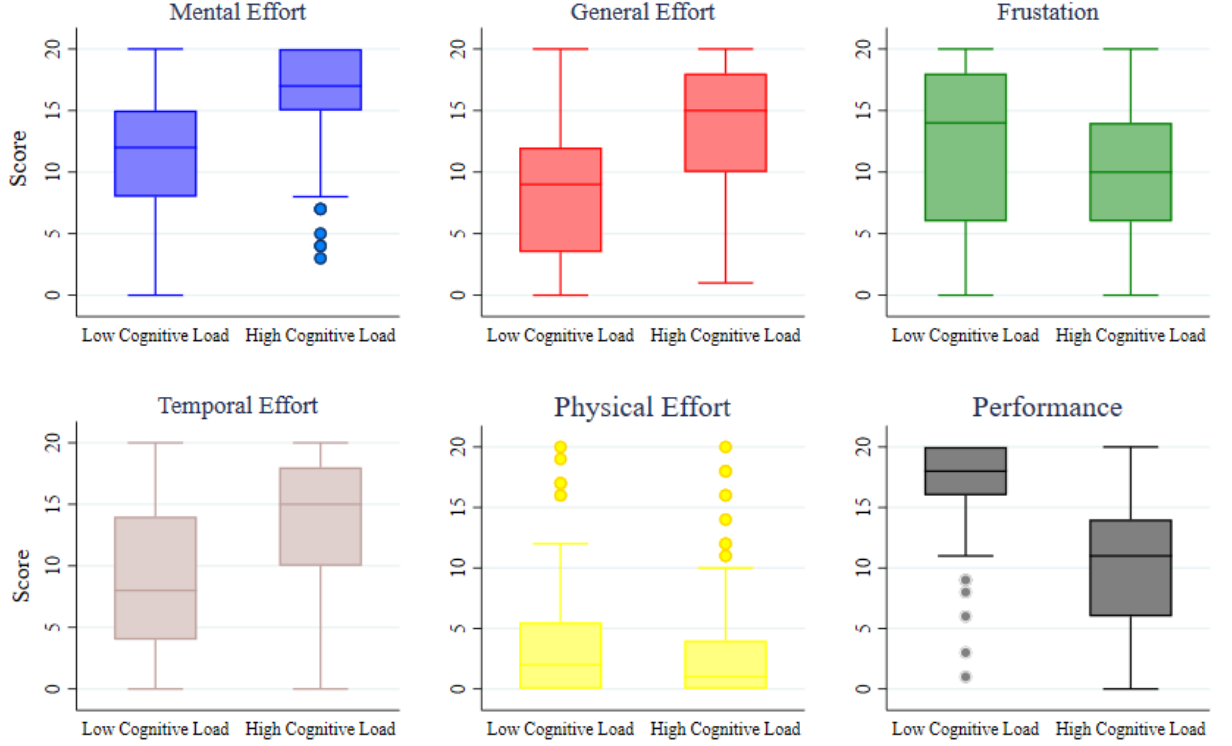 Mental Effort
General Effort
Frustation
Score
20
15
10
5
0
Low Cognitive Load
High Cognitive Load
20
15
10
5
0
Low Cognitive Load
High Cognitive Load
20
15
10
5
0
Low Cognitive Load
High Cognitive Load
Temporal Effort
Physical Effort
Performance
Score
20
15
10
5
0
Low Cognitive Load
High Cognitive Load
20
15
10
5
0
Low Cognitive Load
High Cognitive Load
20
15
10
5
0
Low Cognitive Load
High Cognitive Load